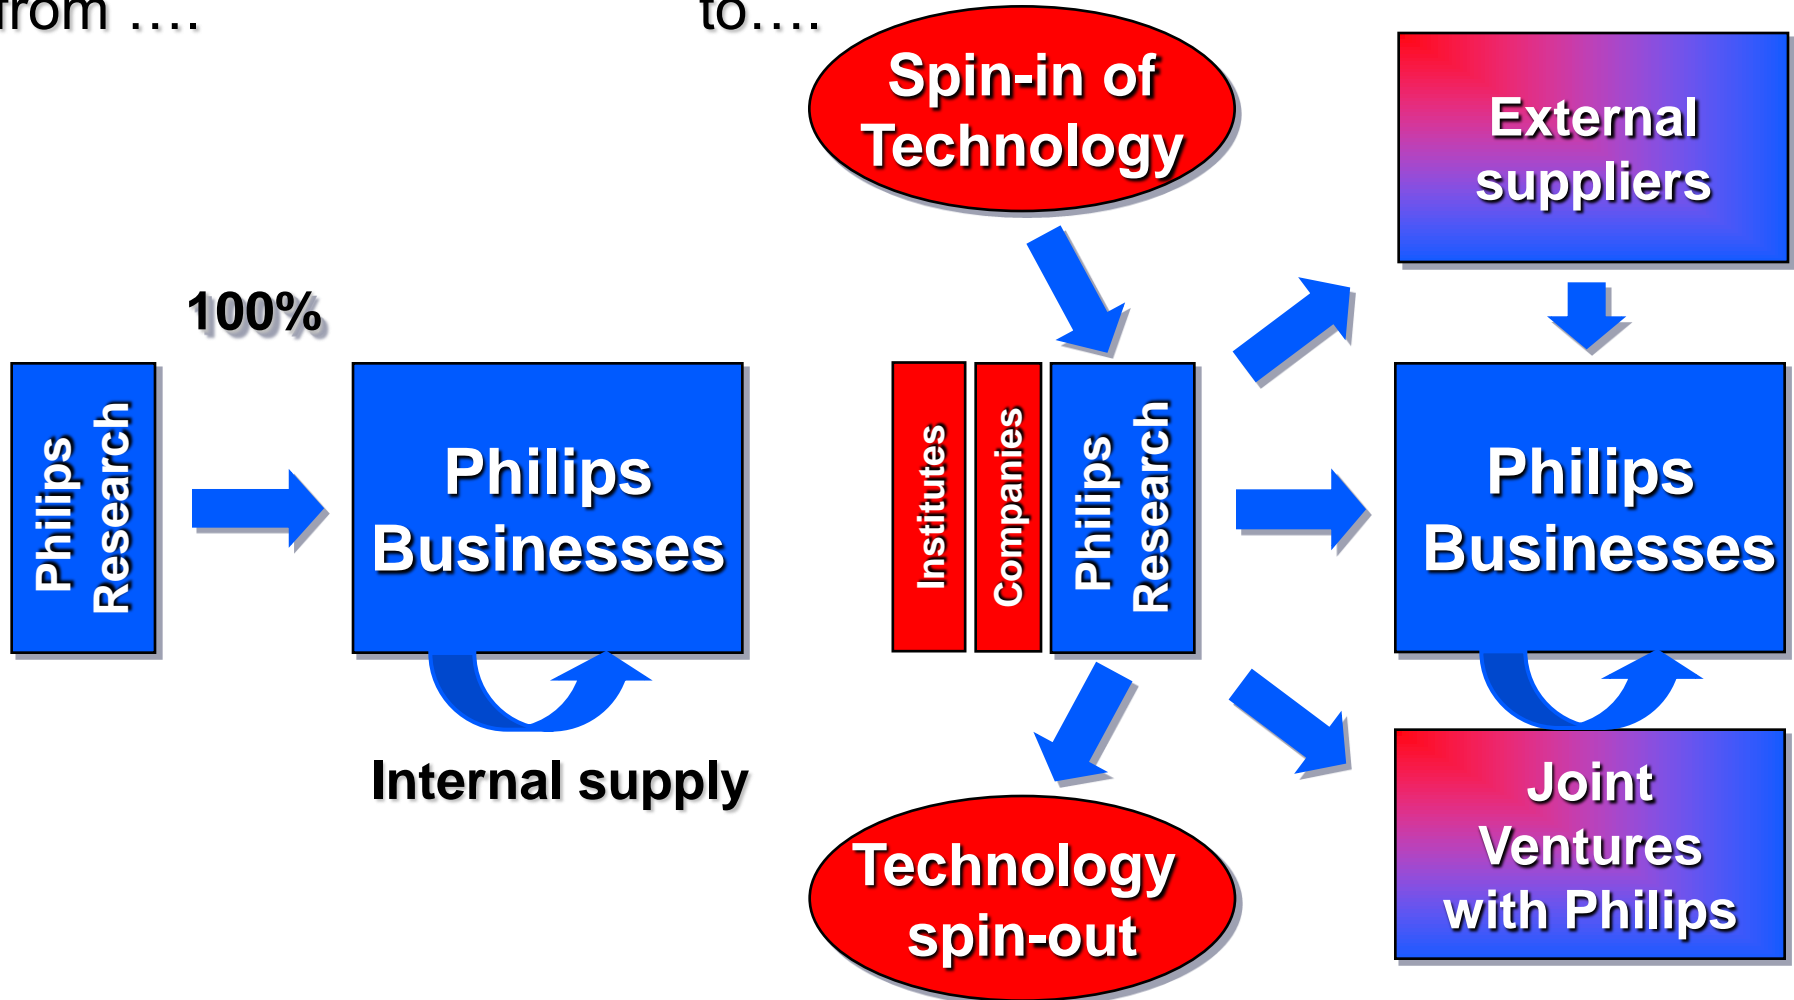 from ….
to….
100%
Philips
Research
Philips
Businesses
Internal supply
Spin-in of
Technology
External
suppliers
Institutes
Companies
Philips
Research
Philips
Businesses
Technology
spin-out
Joint
Ventures
with Philips